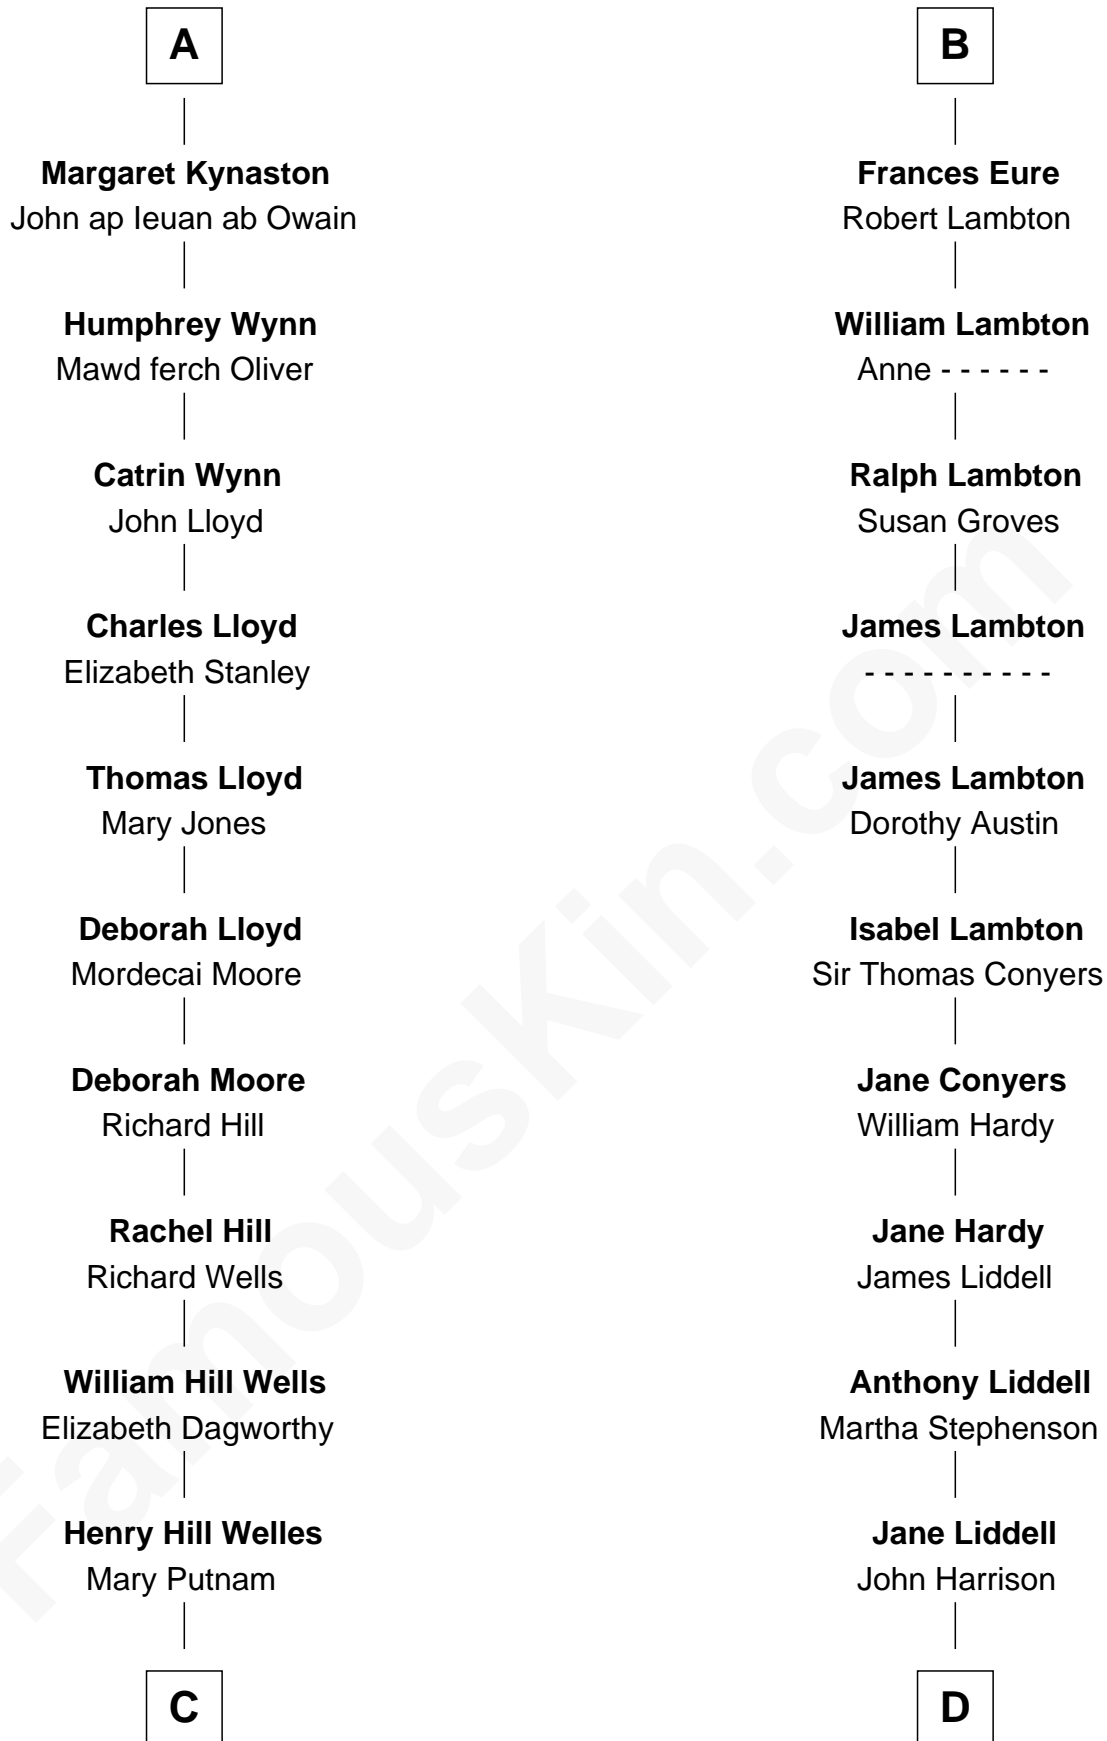 A
Margaret Kynaston
John ap Ieuan ab Owain
Humphrey Wynn
Mawd ferch Oliver
Catrin Wynn
John Lloyd
Charles Lloyd
Elizabeth Stanley
Thomas Lloyd
Mary Jones
Deborah Lloyd
Mordecai Moore
Deborah Moore
Richard Hill
Rachel Hill
Richard Wells
William Hill Wells
Elizabeth Dagworthy
Henry Hill Welles
Mary Putnam
C
B
Frances Eure
Robert Lambton
William Lambton
Anne - - - - - -
Ralph Lambton
Susan Groves
James Lambton
- - - - - - - - - -
James Lambton
Dorothy Austin
Isabel Lambton
Sir Thomas Conyers
Jane Conyers
William Hardy
Jane Hardy
James Liddell
Anthony Liddell
Martha Stephenson
Jane Liddell
John Harrison
D
FamousKin.com